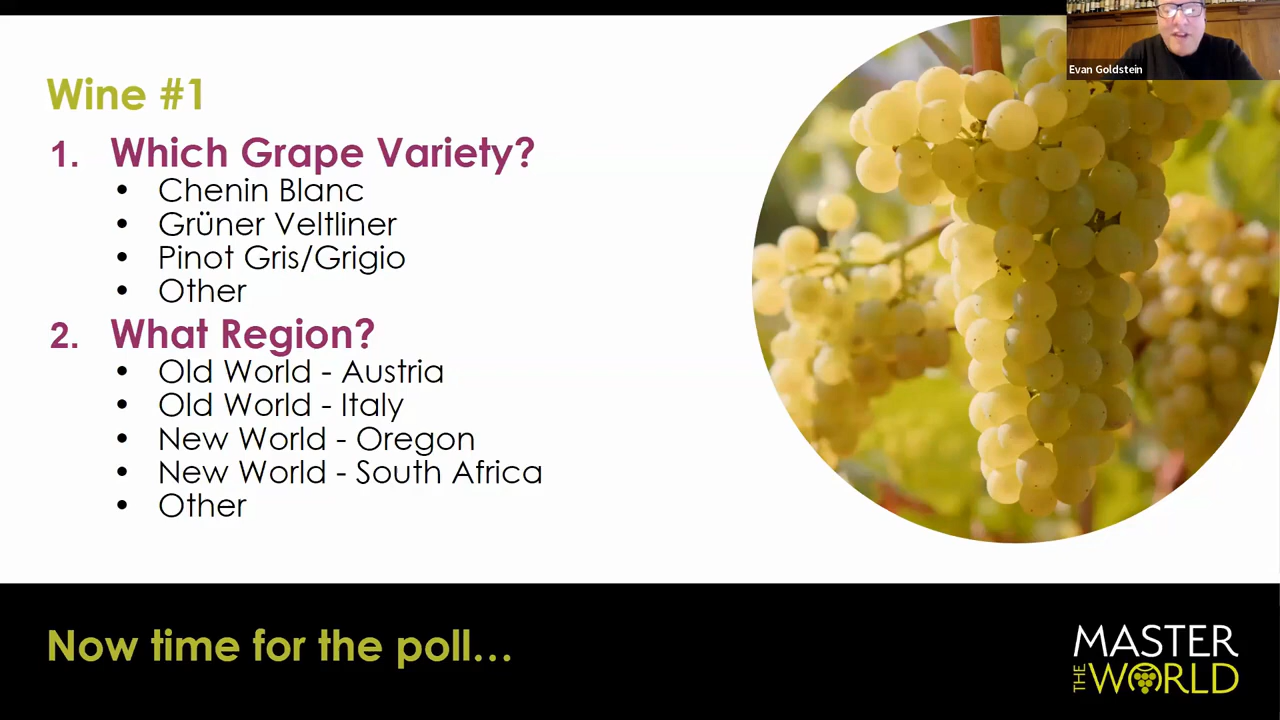 Evan Goldstein
Wine #1
1. Which Grape Variety?
• Chenin Blanc
• Grüner Veltliner
• Pinot Gris/Grigio
• Other
2. What Region?
• Old World - Austria
• Old World - Italy
• New World - Oregon
• New World - South Africa
• Other
Now time for the poll...
MASTER
THE WORLD